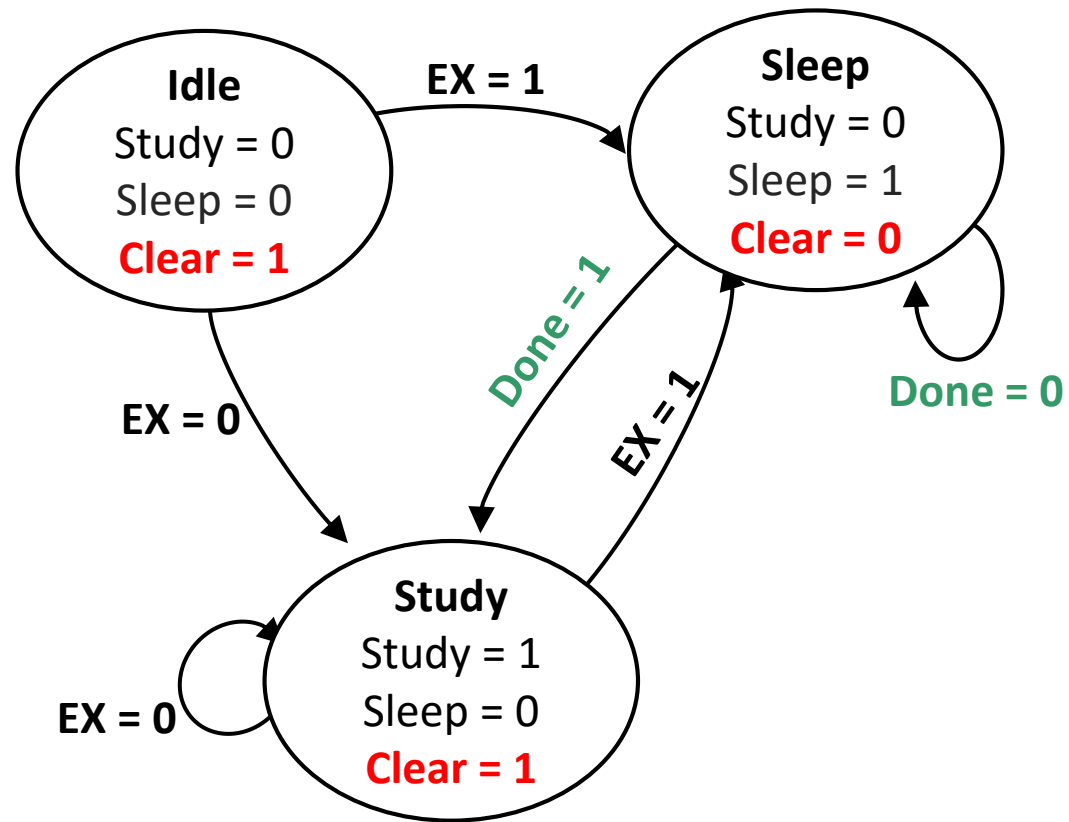 Idle
Study = 0
Sleep = 0
Clear = 1
EX = 1
Sleep
Study = 0
Sleep = 1
Clear = 0
Done = 1
Done = 0
EX = 0
EX = 1
Study
Study = 1
Sleep = 0
Clear = 1
EX = 0